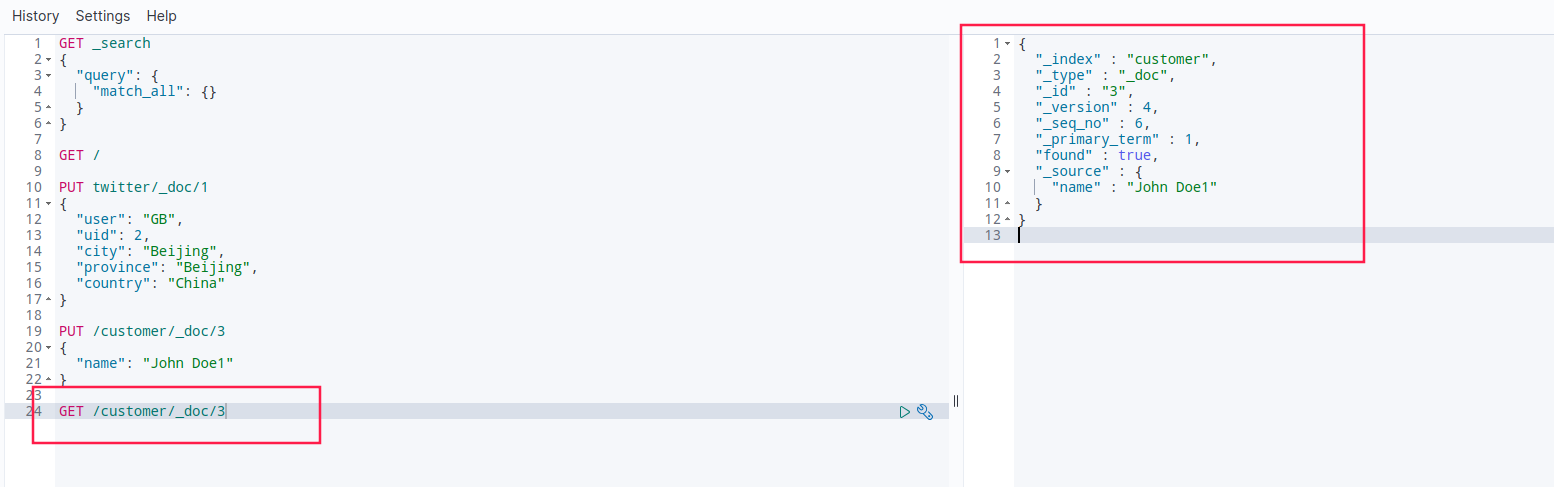 History Settings Help
1 GET _search
2 {
3 "query": {
4 "match_all": {}
5 }
6 }
7
8 GET /
9
10 PUT twitter/_doc/1
11 {
12 "user": "GB",
13 "uid": 2,
14 "city": "Beijing",
15 "province": "Beijing",
16 "country": "China"
17 }
18
19 PUT /customer/_doc/3
20 {
21 "name": "John Doe1"
22 }
23
24 GET /customer/_doc/3
1 {
2 "_index" : "customer",
3 "_type" : "_doc",
4 "_id" : "3",
5 "_version" : 4,
6 "_seq_no" : 6,
7 "_primary_term" : 1,
8 "found" : true,
9 "_source" : {
10 "name" : "John Doe1"
11 }
12 }
13